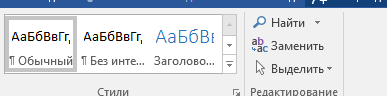 АаБбВвГг, АаБбВвГг, АаБбВ
¶ Обычный ¶ Без инте... Заголово...
Стили
Найти
Заменить
Выделить
Редактирование